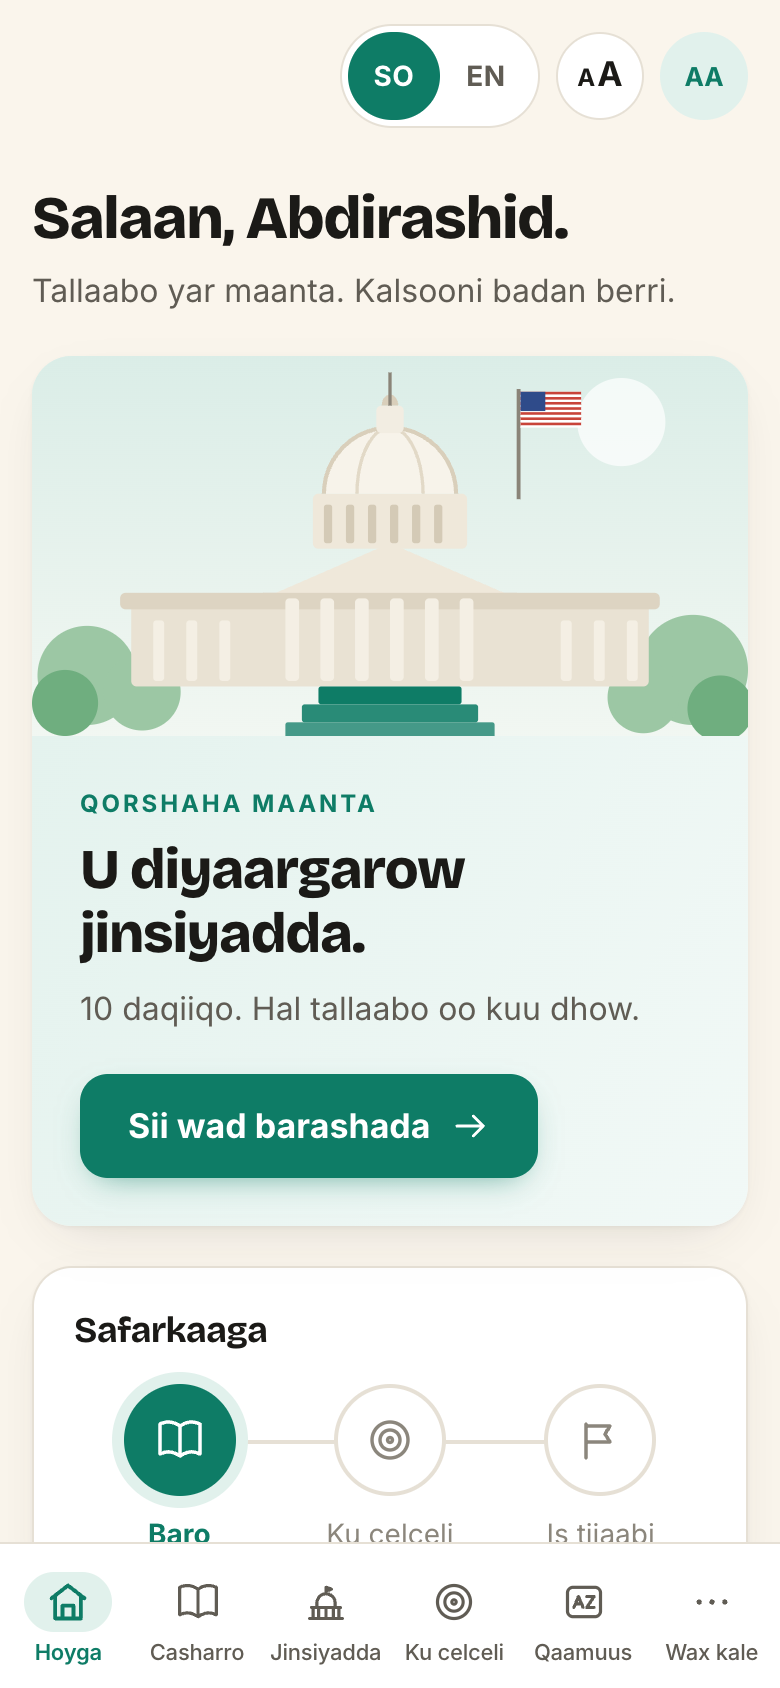 SO EN AA AA
Salaan, Abdirashid.
Tallaabo yar maanta. Kalsooni badan berri.
QORSHAHA MAANTA
U diyaargarow
jinsiyadda.
10 daqiiqo. Hal tallaabo oo kuu dhow.
Sii wad barashada →
Safarkaaga
Baro Ku celceli Is tijaabi
AZ
Hoyga Casharro Jinsiyadda Ku celceli Qaamuus Wax kale